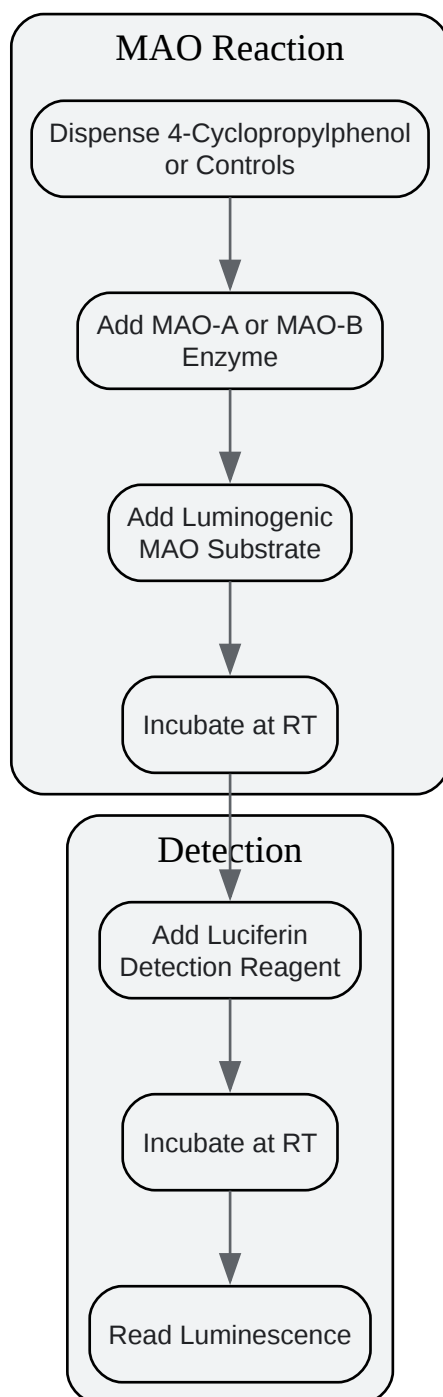 MAO Reaction
Dispense 4-Cyclopropylphenol
or Controls
Add MAO-A or MAO-B
Enzyme
Add Luminogenic
MAO Substrate
Incubate at RT
Detection
Add Luciferin
Detection Reagent
Incubate at RT
Read Luminescence